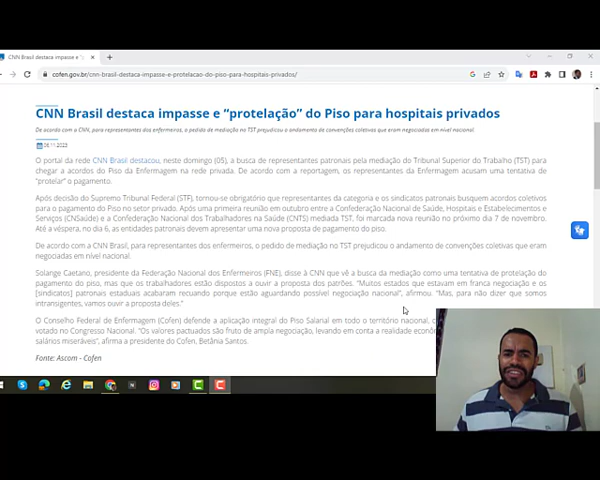 CNN Brasil destaca impasse e "p
cofen.gov.br/cnn-brasil-destaca-impasse-e-protelacao-do-piso-para-hospitais-privados/
CNN Brasil destaca impasse e "protelação" do Piso para hospitais privados
De acordo com a CNN, para representantes dos enfermeiros, o pedido de mediação no TST prejudicou o andamento de convenções coletivas que eram negociadas em nível nacional.
06.11.2023
O portal da rede CNN Brasil destacou, neste domingo (05), a busca de representantes patronais pela mediação do Tribunal Superior do Trabalho (TST) para
chegar a acordos do Piso da Enfermagem na rede privada. De acordo com a reportagem, os representantes da Enfermagem acusam uma tentativa de
"protelar" o pagamento.
Após decisão do Supremo Tribunal Federal (STF), tornou-se obrigatório que representantes da categoria e os sindicatos patronais busquem acordos coletivos
para o pagamento do Piso no setor privado. Após uma primeira reunião em outubro entre a Confederação Nacional de Saúde, Hospitais e Estabelecimentos e
Serviços (CNSaúde) e a Confederação Nacional dos Trabalhadores na Saúde (CNTS) mediada TST, foi marcada nova reunião no próximo dia 7 de novembro.
Até a véspera, no dia 6, as entidades patronais devem apresentar uma nova proposta de pagamento do piso.
De acordo com a CNN Brasil, para representantes dos enfermeiros, o pedido de mediação no TST prejudicou o andamento de convenções coletivas que eram
negociadas em nível nacional.
Solange Caetano, presidente da Federação Nacional dos Enfermeiros (FNE), disse à CNN que vê a busca da mediação como uma tentativa de protelação do
pagamento do piso, mas que os trabalhadores estão dispostos a ouvir a proposta dos patrões. "Muitos estados que estavam em franca negociação e os
[sindicatos] patronais estaduais acabaram recuando porque estão aguardando possível negociação nacional", afirmou. "Mas, para não dizer que somos
intransigentes, vamos ouvir a proposta deles."
O Conselho Federal de Enfermagem (Cofen) defende a aplicação integral do Piso Salarial em todo o território nacional, c
votado no Congresso Nacional. "Os valores pactuados são fruto de ampla negociação, levando em conta a realidade econô
salários miseráveis", afirma a presidente do Cofen, Betânia Santos.
Fonte: Ascom - Cofen